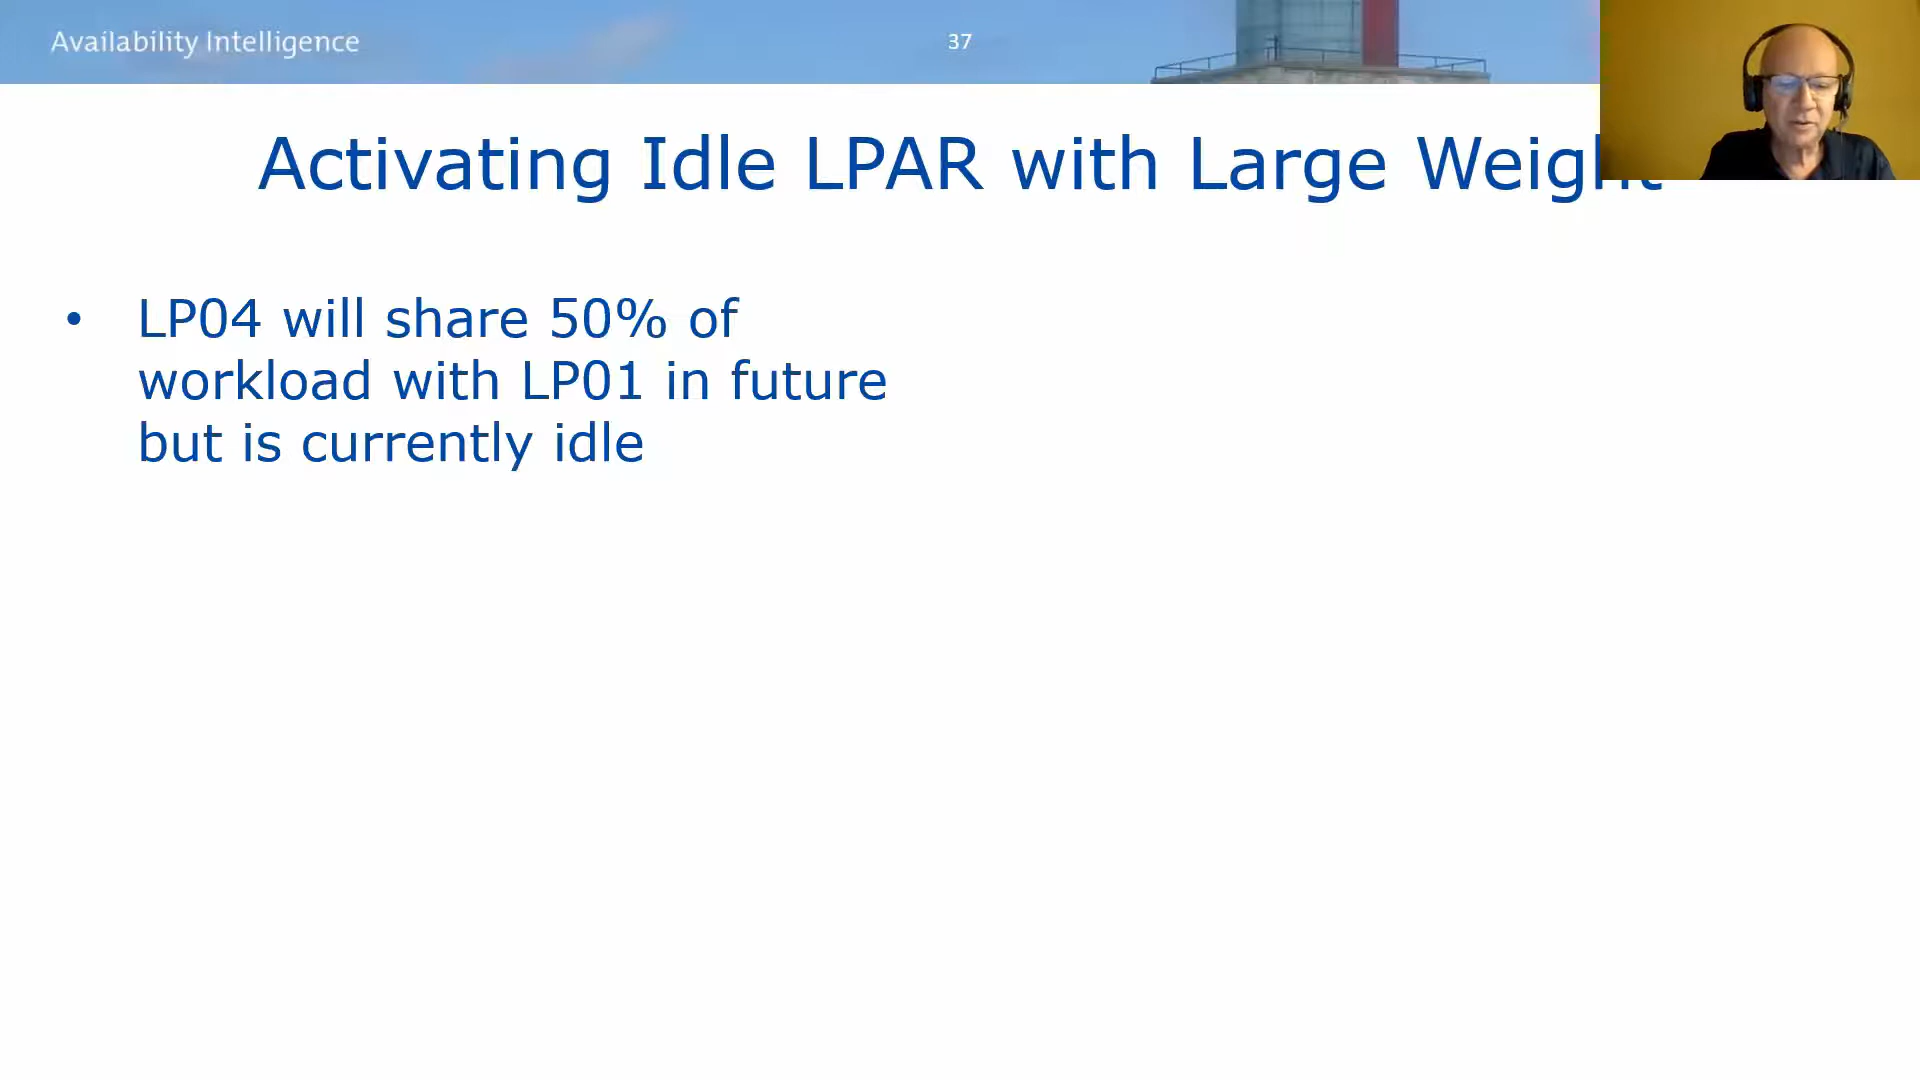 Availability Intelligence
37
Activating Idle LPAR with Large Weight
• LP04 will share 50% of
workload with LP01 in future
but is currently idle